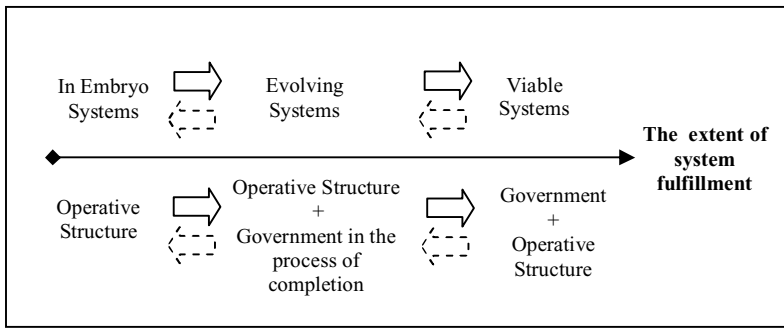 In Embryo
Systems
Evolving
Systems
Viable
Systems
The extent of
system
fulfillment
Operative
Structure
Operative Structure
+
Government in the
process of
completion
Government
+
Operative
Structure